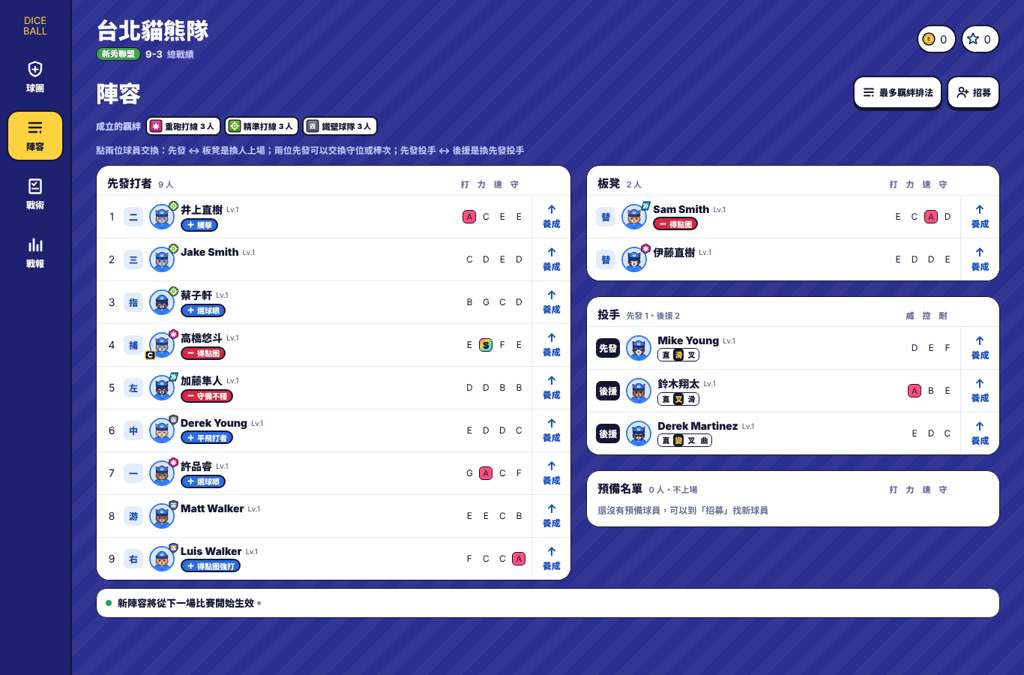 DICE
BALL
球團
陣容
戰術
戰報
台北貓熊隊
新秀聯盟 9-3 總戰績
0 0
陣容
最多羈絆排法 招募
成立的羈絆 重砲打線 3 人 精準打線 3 人 鐵壁球隊 3 人
點兩位球員交換:先發 ↔ 板凳是換人上場;兩位先發可以交換守位或棒次;先發投手 ↔ 後援是換先發投手
先發打者 9 人 打 力 速 守
1 二 井上直樹 Lv.1 A C E E 養成
+ 觸擊
2 三 Jake Smith Lv.1 C D E D 養成
3 指 蔡子軒 Lv.1 B G C D 養成
+ 選球眼
4 捕 C 高橋悠斗 Lv.1 E S F E 養成
− 得點圈
5 左 加藤隼人 Lv.1 D D B B 養成
− 守備不穩
6 中 Derek Young Lv.1 E D D C 養成
+ 平飛打者
7 一 許品睿 Lv.1 G A C F 養成
+ 選球眼
8 游 Matt Walker Lv.1 E E C B 養成
9 右 Luis Walker Lv.1 F C C A 養成
+ 得點圈強打
板凳 2 人 打 力 速 守
替 Sam Smith Lv.1 E C A D 養成
− 得點圈
替 伊藤直樹 Lv.1 E D D E 養成
投手 先發 1・後援 2 威 控 耐
先發 Mike Young Lv.1 D E F 養成
直 滑 叉
後援 鈴木翔太 Lv.1 A B E 養成
直 叉 滑
後援 Derek Martinez Lv.1 E D C 養成
直 變 叉 曲
預備名單 0 人・不上場 打 力 速 守
還沒有預備球員,可以到「招募」找新球員
新陣容將從下一場比賽開始生效。